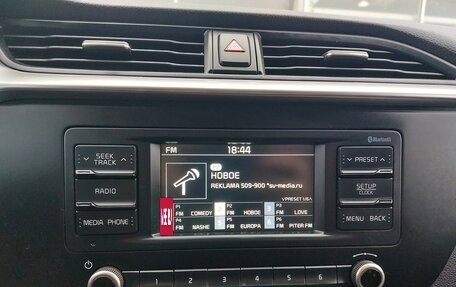 Bluetooth
FM
18:44
SEEK
TRACK
RADIO
MEDIA PHONE
НОВОЕ
REKLAMA 509-900 *su-media.ru
PRESET 1/6
P1
FM COMEDY
P2
FM НОВОЕ
P3
FM LOVE
P4
FM NASHE
P5
FM EUROPA
P6
FM PITER FM
PRESET
SETUP
CLOCK
MENU BACK
1 2 3 4 5 6